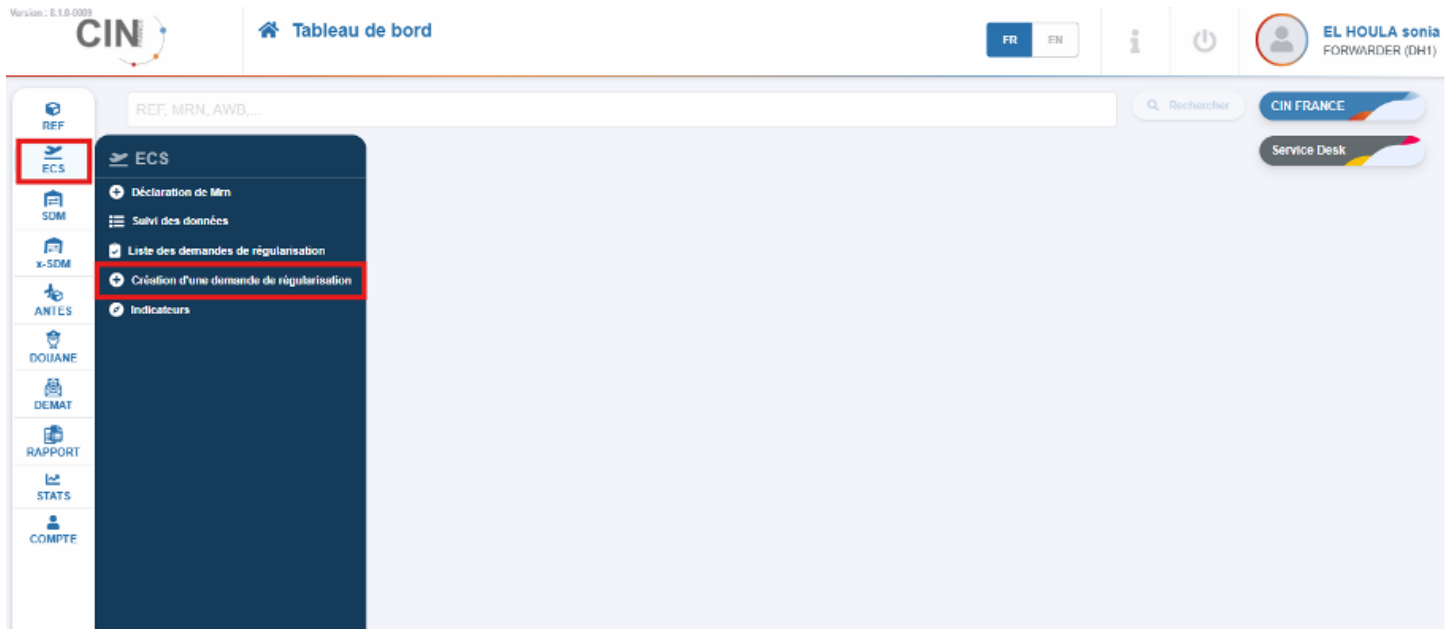 Version : 8.1.0-0009
CIN
Tableau de bord
FR EN
EL HOULA sonia
FORWARDER (DH1)
REF, MRN, AWB,...
Rechercher
CIN FRANCE
Service Desk
REF
ECS
SDM
x-SDM
ANTES
DOUANE
DEMAT
RAPPORT
STATS
COMPTE
ECS
Déclaration de Mrn
Suivi des données
Liste des demandes de régularisation
Création d'une demande de régularisation
Indicateurs